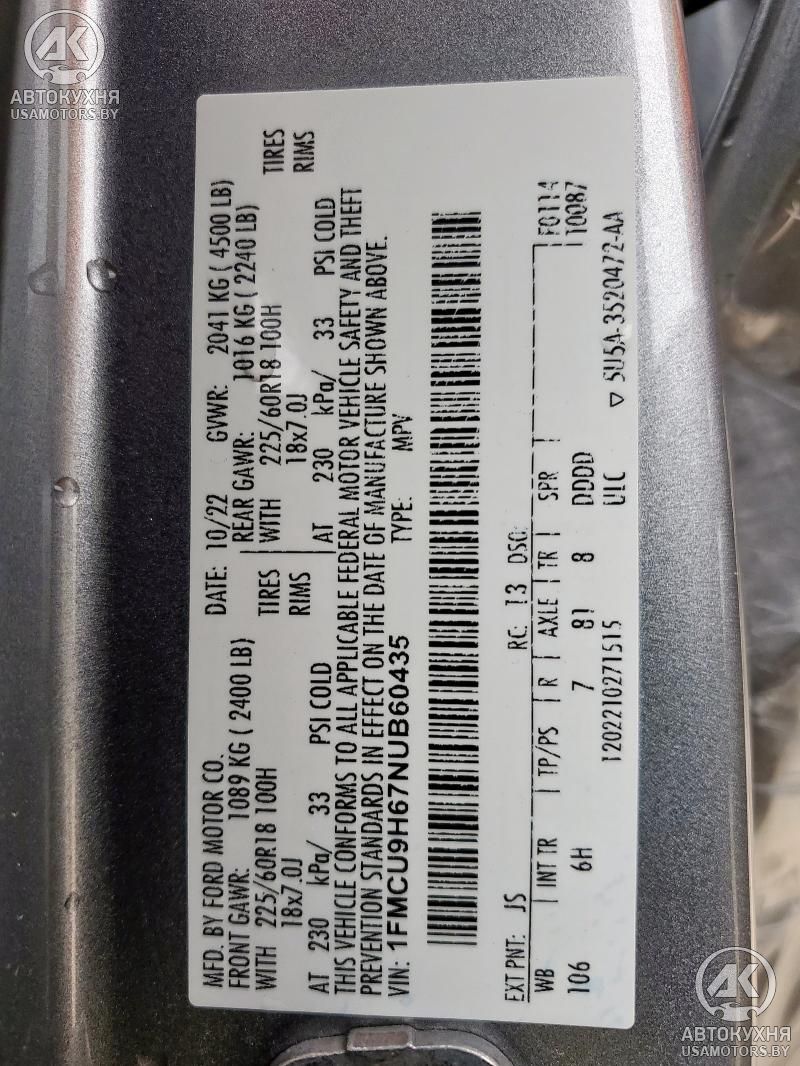 AK
АВТОКУХНЯ
USAMOTORS.BY
MFD. BY FORD MOTOR CO. DATE: 10/22 GVWR: 2041 KG ( 4500 LB)
FRONT GAWR: 1089 KG ( 2400 LB) REAR GAWR: 1016 KG ( 2240 LB)
WITH 225/60R18 100H TIRES WITH 225/60R18 100H TIRES
18x7.0J RIMS 18x7.0J RIMS
AT 230 kPa/ 33 PSI COLD AT 230 kPa/ 33 PSI COLD
THIS VEHICLE CONFORMS TO ALL APPLICABLE FEDERAL MOTOR VEHICLE SAFETY AND THEFT
PREVENTION STANDARDS IN EFFECT ON THE DATE OF MANUFACTURE SHOWN ABOVE.
VIN: 1FMCU9H67NUB60435 TYPE: MPV
EXT PNT: JS RC: 13 DSO: F0114
WB INT TR TP/PS R AXLE TR SPR 10087
106 6H 7 81 8 DDDD
1202210271515 UIC ▽ 5U5A-3520472-AA
AK
АВТОКУХНЯ
USAMOTORS.BY